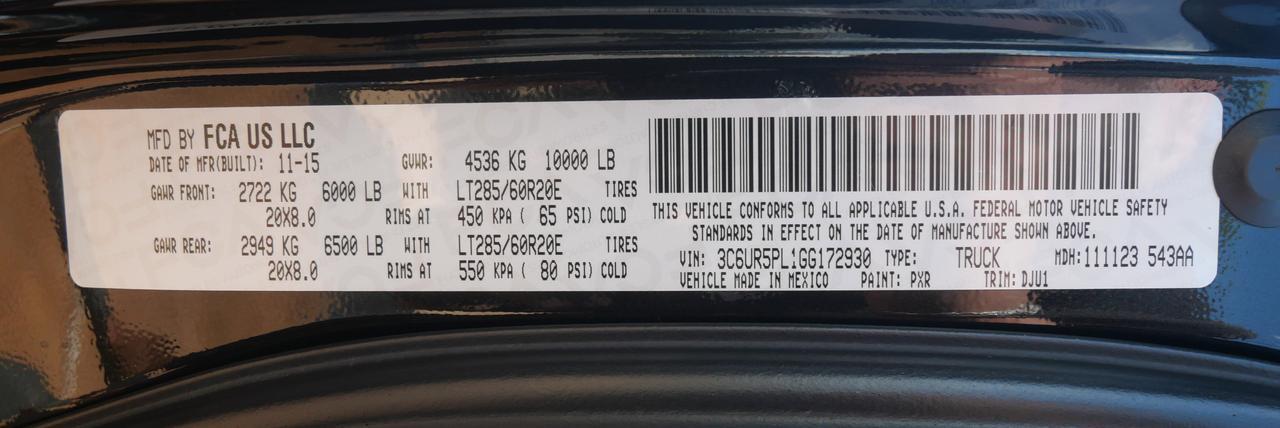 MFD BY FCA US LLC
DATE OF MFR(BUILT): 11-15 GVWR: 4536 KG 10000 LB
GAWR FRONT: 2722 KG 6000 LB WITH LT285/60R20E TIRES
20X8.0 RIMS AT 450 KPA ( 65 PSI) COLD
GAWR REAR: 2949 KG 6500 LB WITH LT285/60R20E TIRES
20X8.0 RIMS AT 550 KPA ( 80 PSI) COLD
THIS VEHICLE CONFORMS TO ALL APPLICABLE U.S.A. FEDERAL MOTOR VEHICLE SAFETY
STANDARDS IN EFFECT ON THE DATE OF MANUFACTURE SHOWN ABOVE.
VIN: 3C6UR5PL1GG172930 TYPE: TRUCK MDH:111123 543AA
VEHICLE MADE IN MEXICO PAINT: PXR TRIM: DJU1